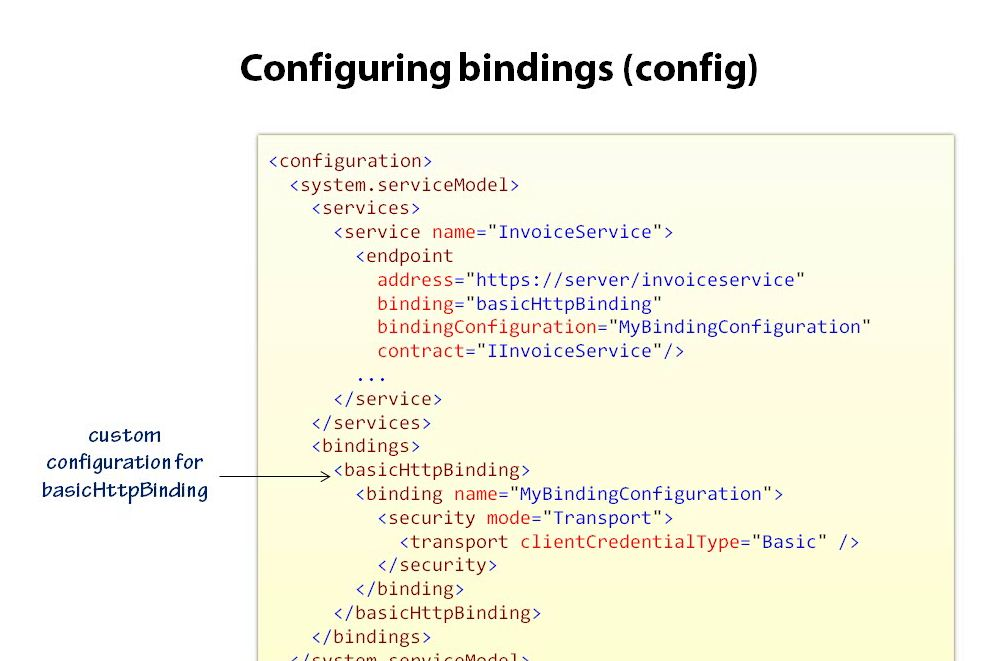 Configuring bindings (config)
<configuration>
  <system.serviceModel>
    <services>
      <service name="InvoiceService">
        <endpoint
          address="https://server/invoiceservice"
          binding="basicHttpBinding"
          bindingConfiguration="MyBindingConfiguration"
          contract="IInvoiceService"/>
        ...
      </service>
    </services>
    <bindings>
      <basicHttpBinding>
        <binding name="MyBindingConfiguration">
          <security mode="Transport">
            <transport clientCredentialType="Basic" />
          </security>
        </binding>
      </basicHttpBinding>
    </bindings>
  </system.serviceModel>
custom
configuration for
basicHttpBinding